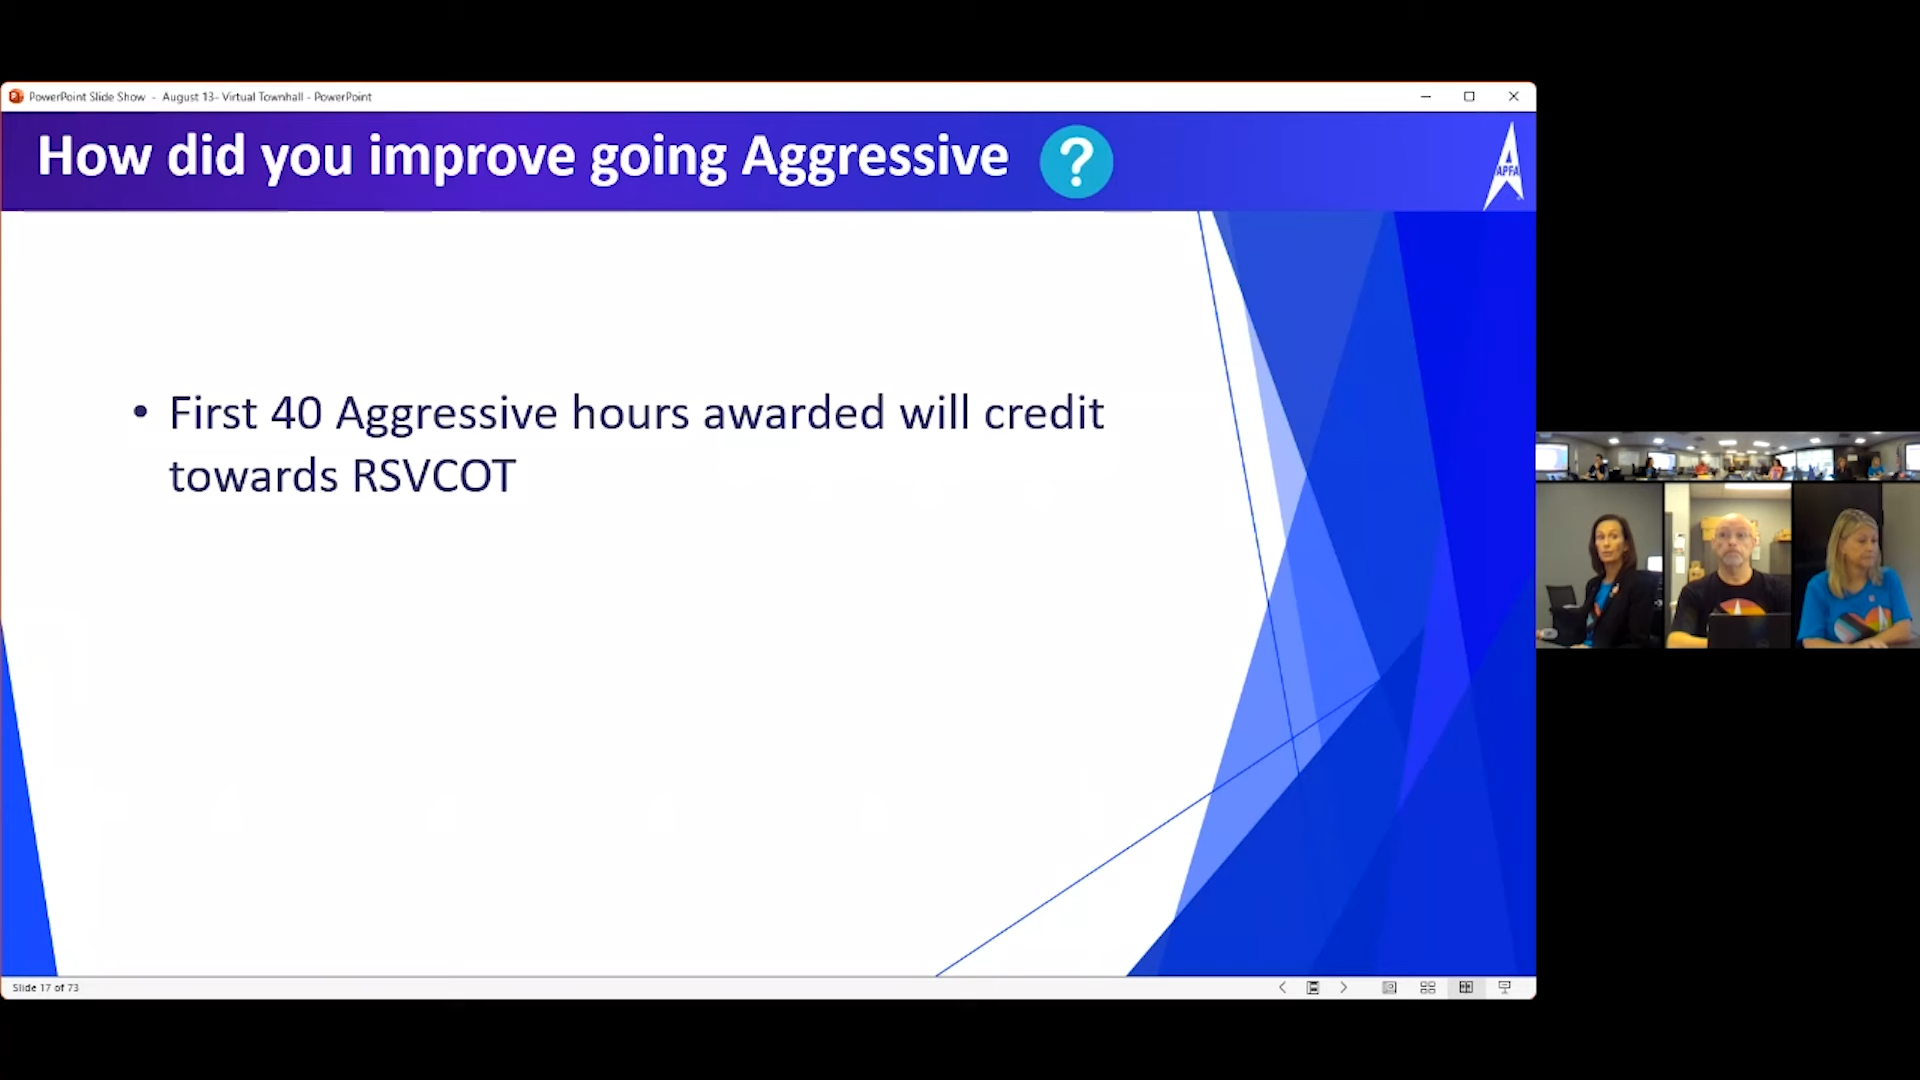 PowerPoint Slide Show - August 13- Virtual Townhall - PowerPoint
How did you improve going Aggressive ?
APFA
• First 40 Aggressive hours awarded will credit
towards RSVCOT
Slide 17 of 73